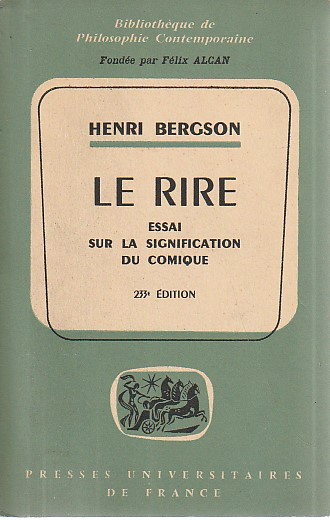 Bibliothèque de
Philosophie Contemporaine
Fondée par Félix ALCAN
HENRI BERGSON
LE RIRE
ESSAI
SUR LA SIGNIFICATION
DU COMIQUE
233ᵉ ÉDITION
PRESSES UNIVERSITAIRES
DE FRANCE